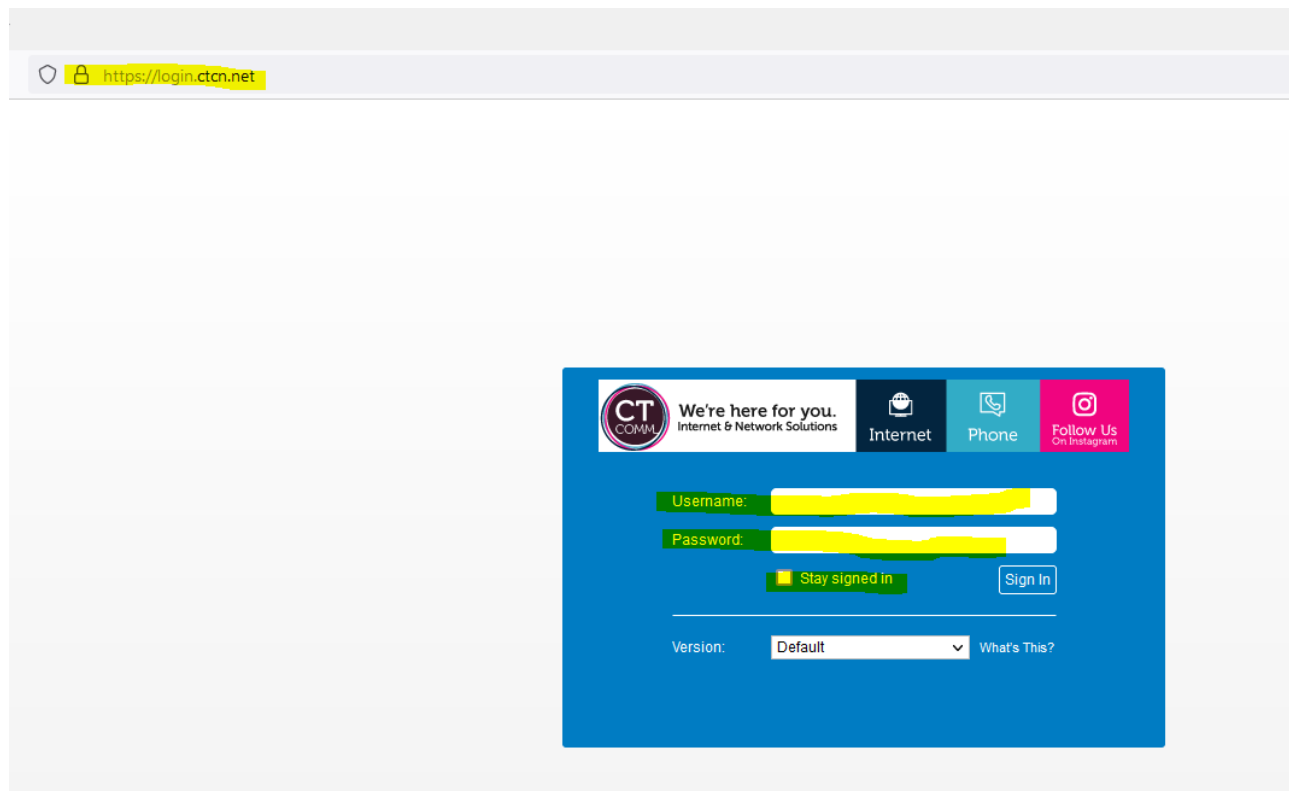 https://login.ctcn.net
CT
COMM
We're here for you.
Internet & Network Solutions
Internet
Phone
Follow Us
On Instagram
Username:
Password:
Stay signed in
Sign In
Version:
Default
What's This?